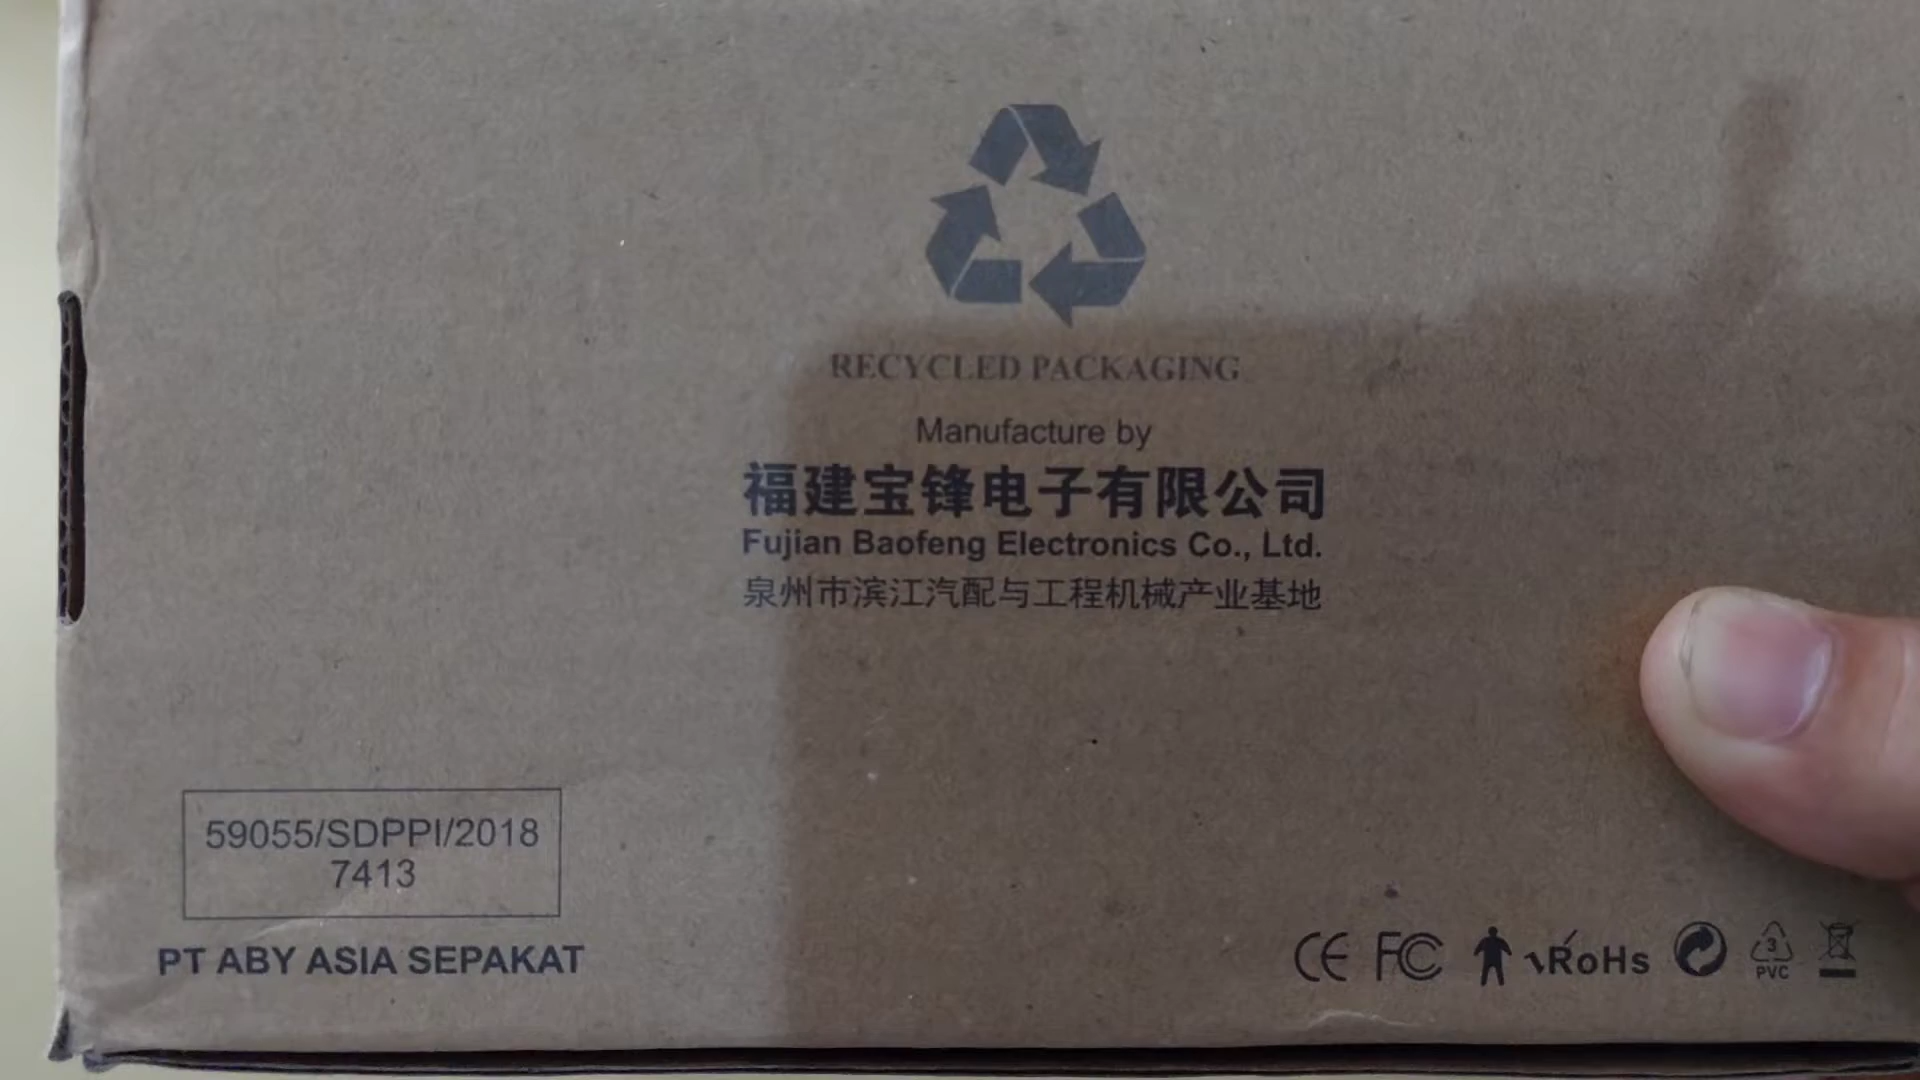 RECYCLED PACKAGING
Manufacture by
福建宝锋电子有限公司
Fujian Baofeng Electronics Co., Ltd.
泉州市滨江汽配与工程机械产业基地
59055/SDPPI/2018
7413
PT ABY ASIA SEPAKAT
CE FC RoHs 3 PVC